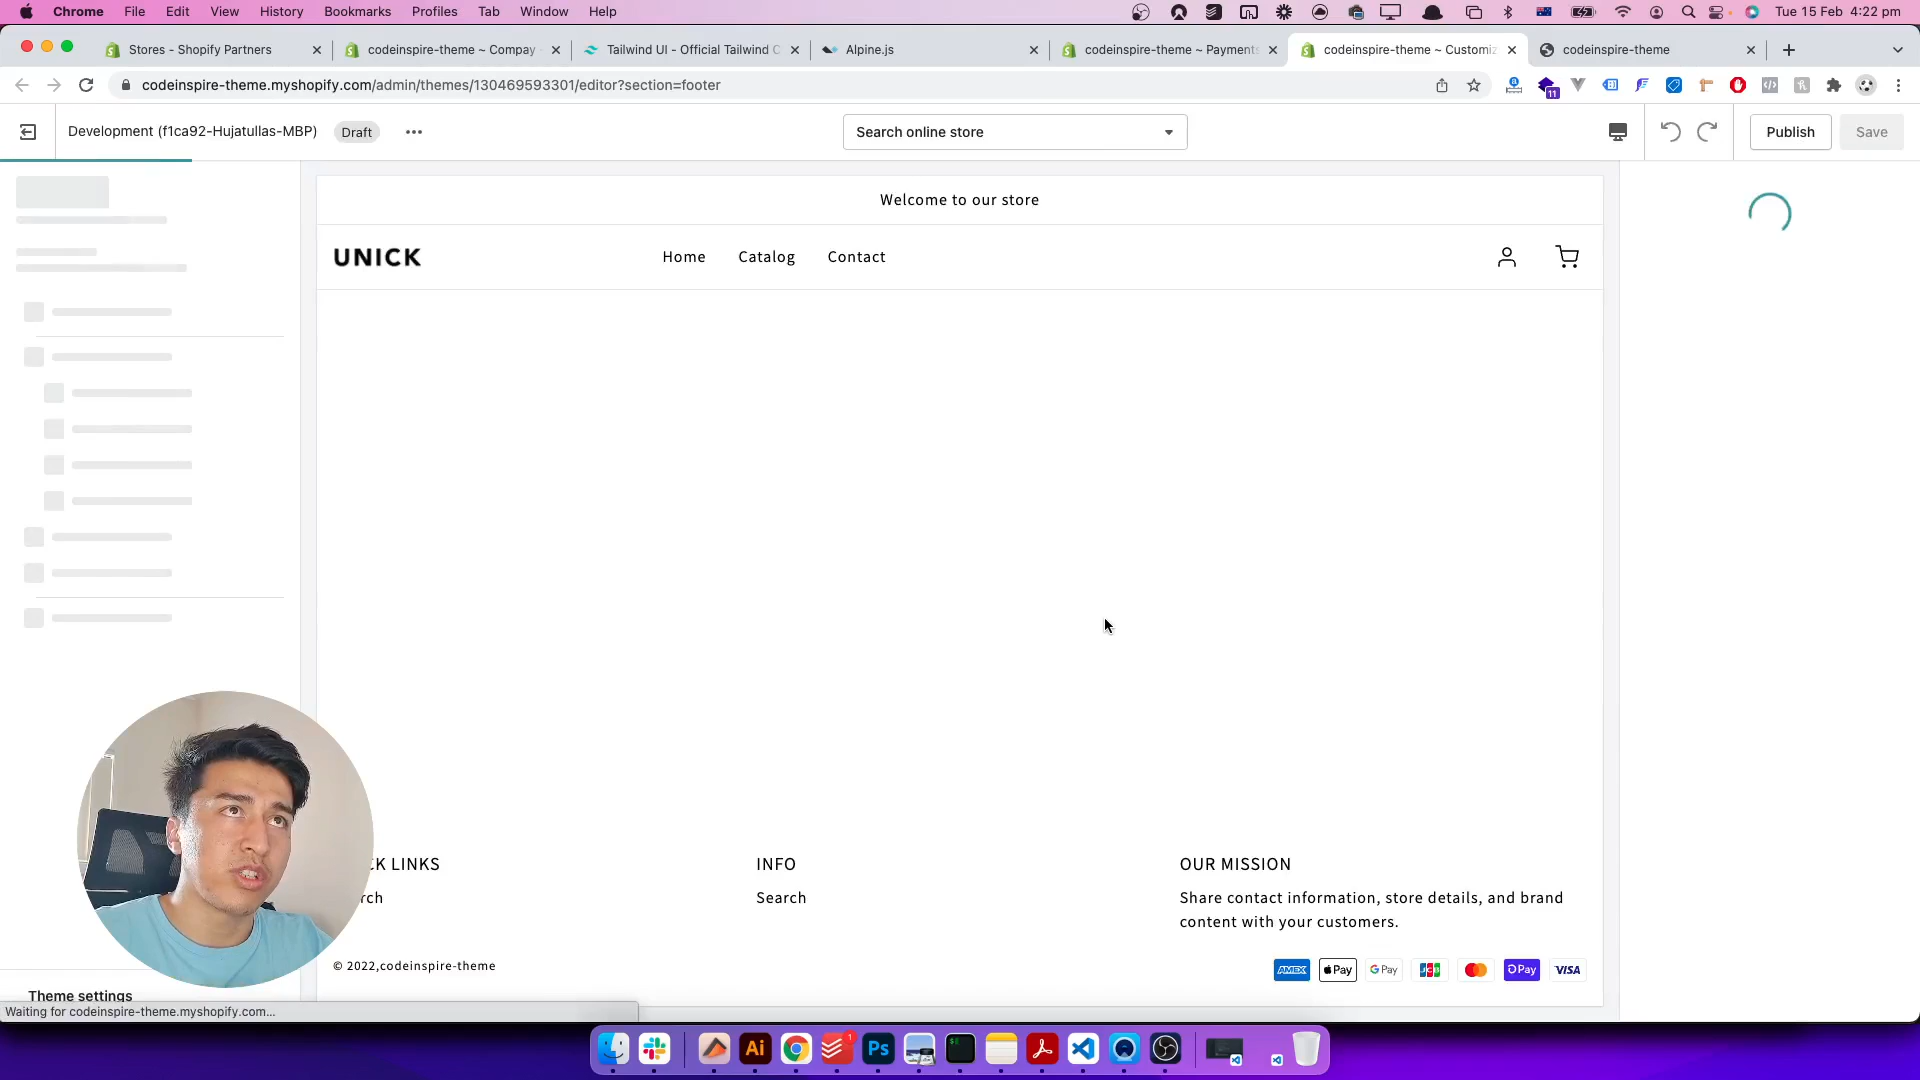 Chrome File Edit View History Bookmarks Profiles Tab Window Help
Tue 15 Feb 4:22 pm
Stores - Shopify Partners
codeinspire-theme ~ Compay
Tailwind UI - Official Tailwind C
Alpine.js
codeinspire-theme ~ Payments
codeinspire-theme ~ Customiz
codeinspire-theme
codeinspire-theme.myshopify.com/admin/themes/130469593301/editor?section=footer
11
Development (f1ca92-Hujatullas-MBP)
Draft
Search online store
Publish
Save
Welcome to our store
UNICK
Home
Catalog
Contact
CK LINKS
rch
INFO
Search
OUR MISSION
Share contact information, store details, and brand
content with your customers.
© 2022,codeinspire-theme
AMEX
Pay
G Pay
JCB
Pay
VISA
Theme settings
Waiting for codeinspire-theme.myshopify.com...
Ai
1
Ps